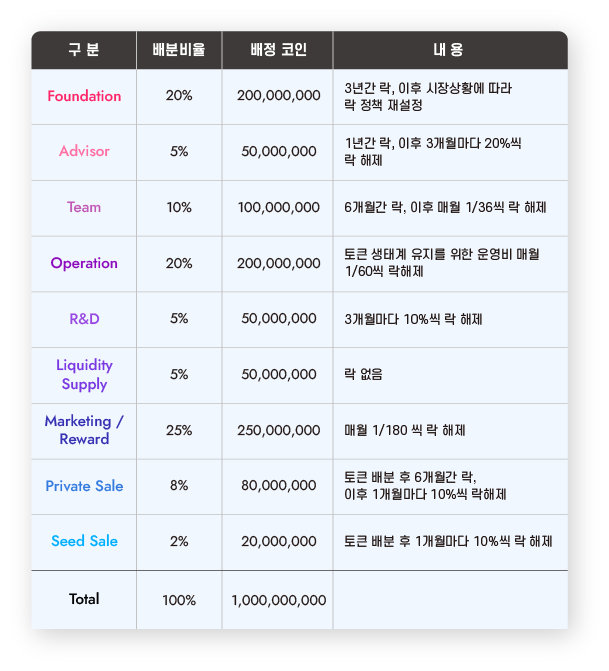 구 분 배분비율 배정 코인 내 용
Foundation 20% 200,000,000 3년간 락, 이후 시장상황에 따라
락 정책 재설정
Advisor 5% 50,000,000 1년간 락, 이후 3개월마다 20%씩
락 해제
Team 10% 100,000,000 6개월간 락, 이후 매월 1/36씩 락 해제
Operation 20% 200,000,000 토큰 생태계 유지를 위한 운영비 매월
1/60씩 락해제
R&D 5% 50,000,000 3개월마다 10%씩 락 해제
Liquidity
Supply 5% 50,000,000 락 없음
Marketing /
Reward 25% 250,000,000 매월 1/180 씩 락 해제
Private Sale 8% 80,000,000 토큰 배분 후 6개월간 락,
이후 1개월마다 10%씩 락해제
Seed Sale 2% 20,000,000 토큰 배분 후 1개월마다 10%씩 락 해제
Total 100% 1,000,000,000